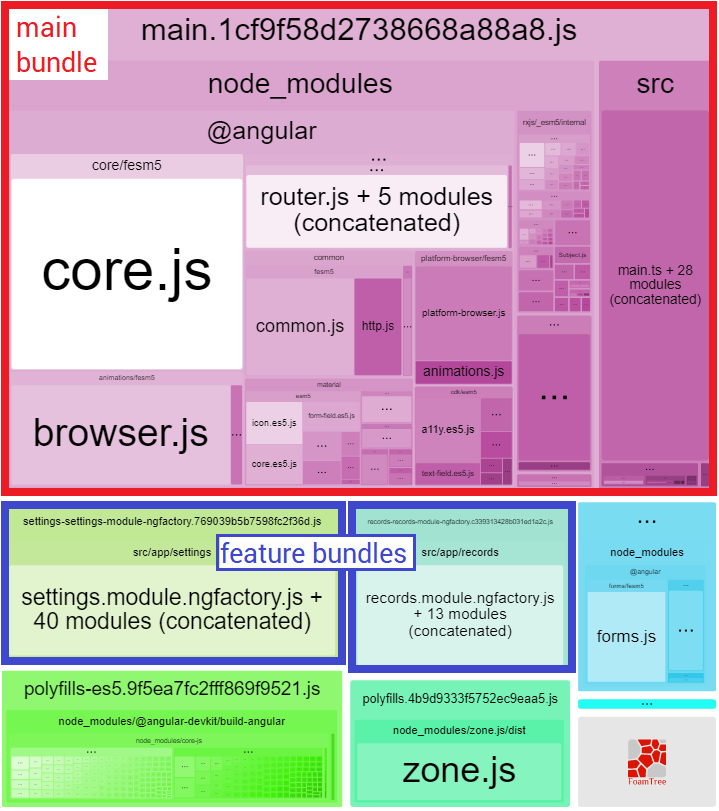 main
bundle
main.1cf9f58d2738668a88a8.js
node_modules
src
@angular
rxjs/_esm5/internal
core/fesm5
...
...
router.js + 5 modules
(concatenated)
core.js
common
platform-browser/fesm5
fesm5
Subject.js
main.ts + 28
modules
(concatenated)
common.js
http.js
platform-browser.js
animations.js
animations/fesm5
material
browser.js
esm5
cdk/esm5
icon.es5.js
form-field.es5.js
a11y.es5.js
core.es5.js
text-field.es5.js
settings-settings-module-ngfactory.769039b5b7598fc2f36d.js
records-records-module-ngfactory.c339313428b031ed1a2c.js
...
src/app/settings
feature bundles
src/app/records
node_modules
@angular
forms/fesm5
settings.module.ngfactory.js +
40 modules (concatenated)
records.module.ngfactory.js
+ 13 modules
(concatenated)
forms.js
...
polyfills-es5.9f5ea7fc2fff869f9521.js
polyfills.4b9d9333f5752ec9eaa5.js
...
node_modules/@angular-devkit/build-angular
node_modules/zone.js/dist
node_modules/core-js
zone.js
FoamTree